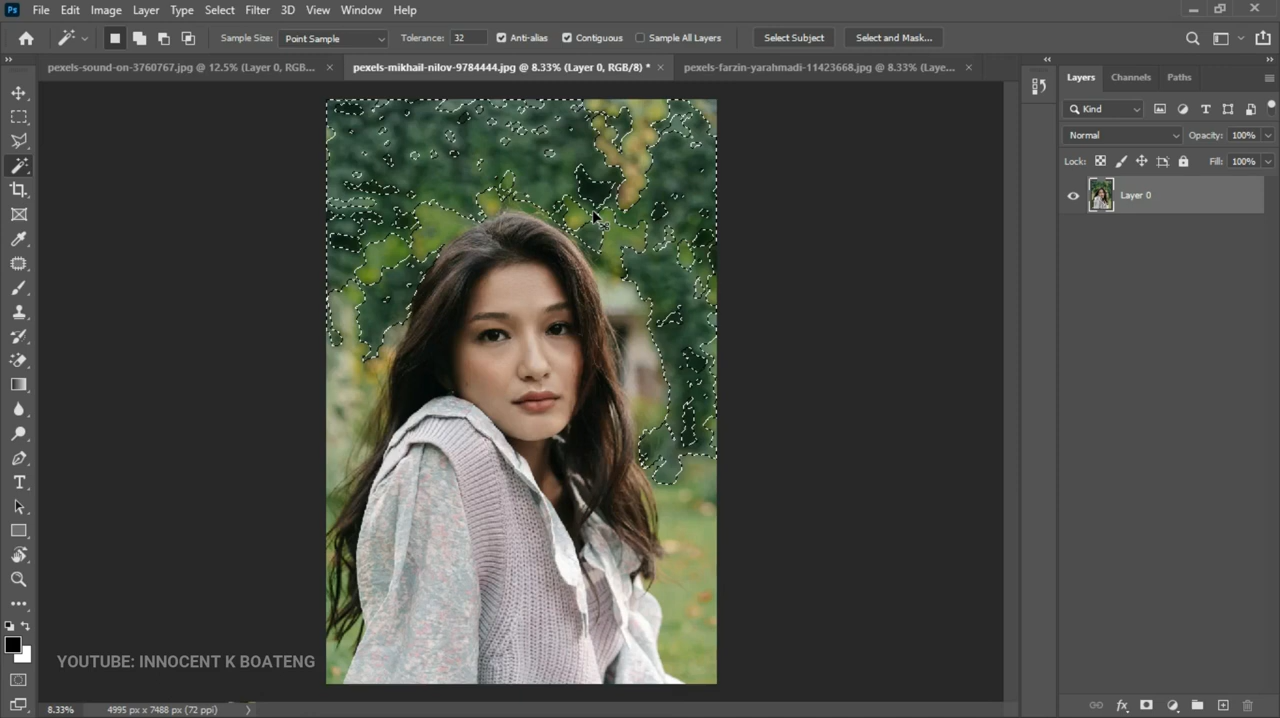 Ps File Edit Image Layer Type Select Filter 3D View Window Help
Sample Size: Point Sample Tolerance: 32 Anti-alias Contiguous Sample All Layers Select Subject Select and Mask...
pexels-sound-on-3760767.jpg @ 12.5% (Layer 0, RGB... × pexels-mikhail-nilov-9784444.jpg @ 8.33% (Layer 0, RGB/8) * × pexels-farzin-yarahmadi-11423668.jpg @ 8.33% (Laye... ×
Layers Channels Paths
Kind
Normal Opacity: 100%
Lock: Fill: 100%
Layer 0
YOUTUBE: INNOCENT K BOATENG
8.33% 4995 px x 7488 px (72 ppi)